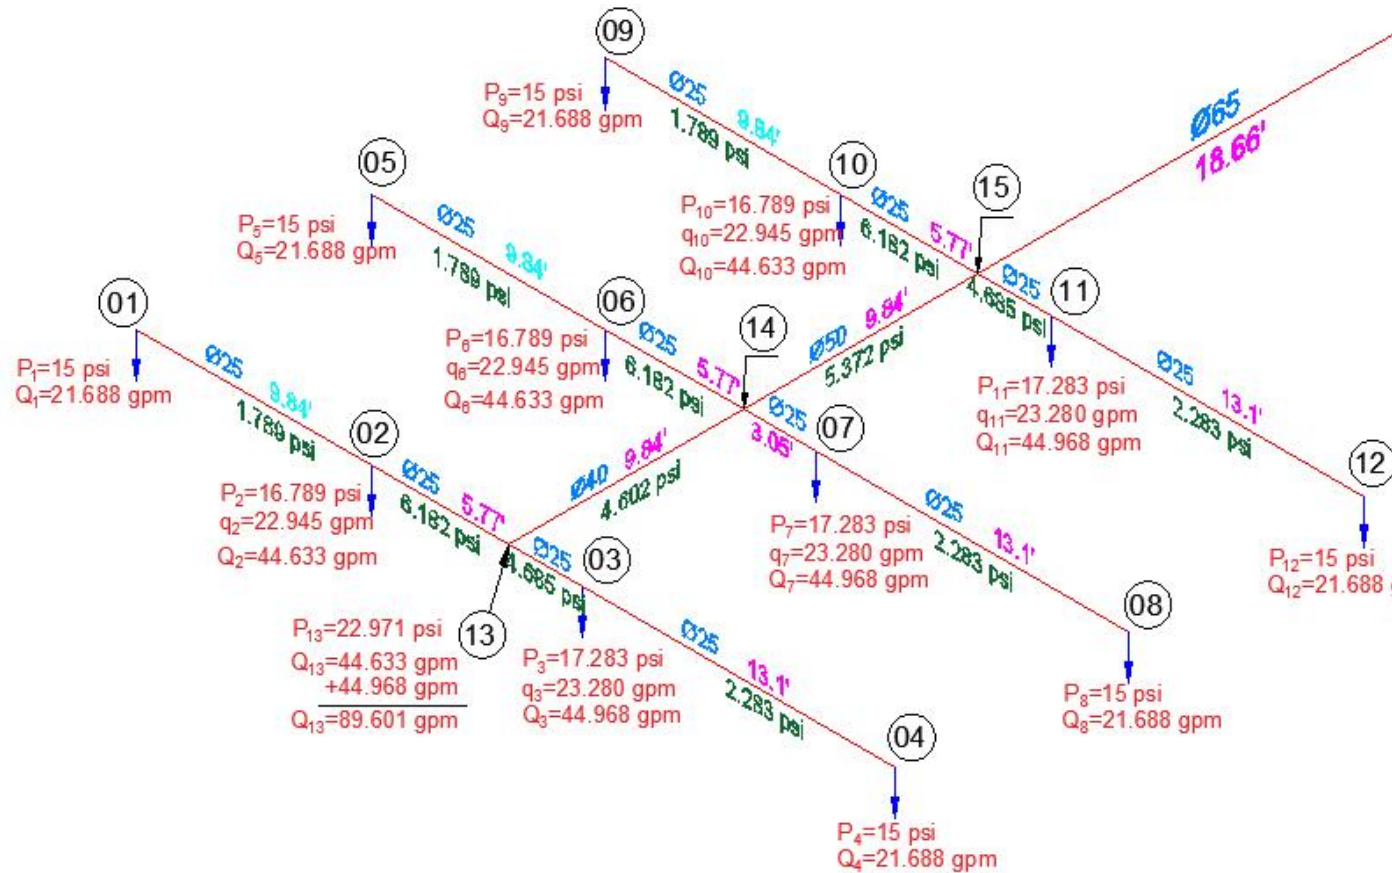 09
P9=15 psi
Q9=21.688 gpm
Ø25 9.84'
1.789 psi
Ø65
18.66'
10
P10=16.789 psi
q10=22.945 gpm
Q10=44.633 gpm
Ø25 5.77'
6.182 psi
15
05
P5=15 psi
Q5=21.688 gpm
Ø25 9.84'
1.789 psi
Ø25
4.685 psi
11
P11=17.283 psi
q11=23.280 gpm
Q11=44.968 gpm
Ø25 13.1'
2.283 psi
12
P12=15 psi
Q12=21.688
06
P6=16.789 psi
q6=22.945 gpm
Q6=44.633 gpm
Ø25 5.77'
6.182 psi
14
Ø50 9.84'
5.372 psi
01
P1=15 psi
Q1=21.688 gpm
Ø25 9.84'
1.789 psi
Ø25
3.05'
07
P7=17.283 psi
q7=23.280 gpm
Q7=44.968 gpm
Ø25 13.1'
2.283 psi
08
P8=15 psi
Q8=21.688 gpm
02
P2=16.789 psi
q2=22.945 gpm
Q2=44.633 gpm
Ø25 5.77'
6.182 psi
Ø40 9.84'
4.602 psi
13
P13=22.971 psi
Q13=44.633 gpm
+44.968 gpm
Q13=89.601 gpm
Ø25
4.685 psi
03
P3=17.283 psi
q3=23.280 gpm
Q3=44.968 gpm
Ø25 13.1'
2.283 psi
04
P4=15 psi
Q4=21.688 gpm